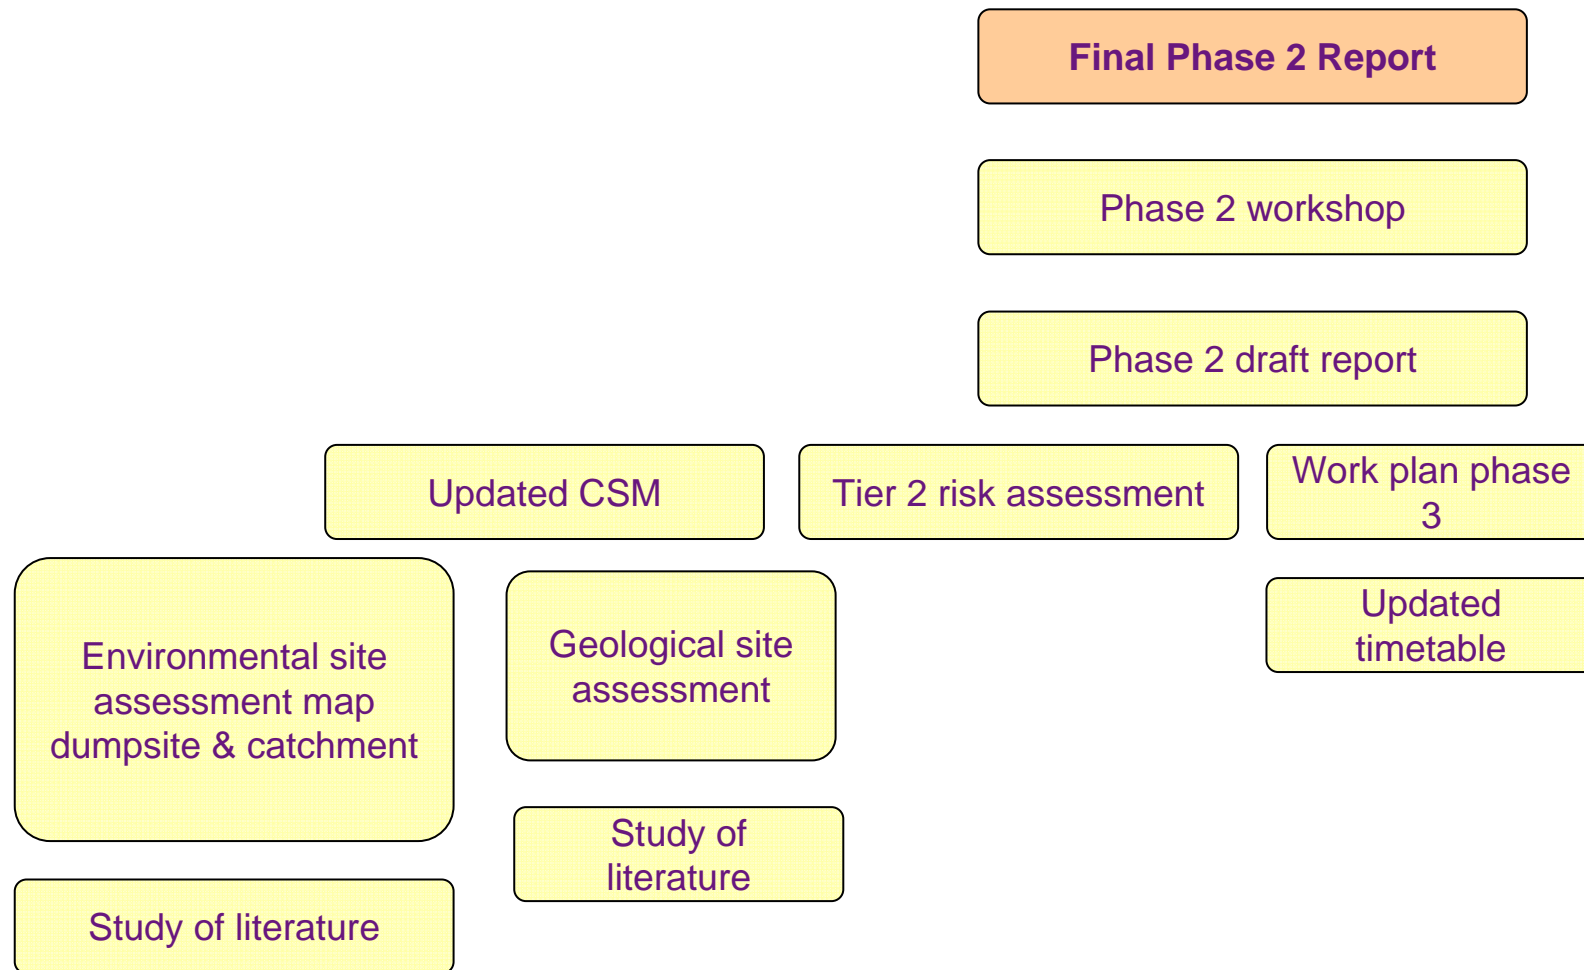 Final Phase 2 Report
Phase 2 workshop
Phase 2 draft report
Updated CSM
Tier 2 risk assessment
Work plan phase
3
Environmental site
assessment map
dumpsite & catchment
Geological site
assessment
Updated
timetable
Study of
literature
Study of literature